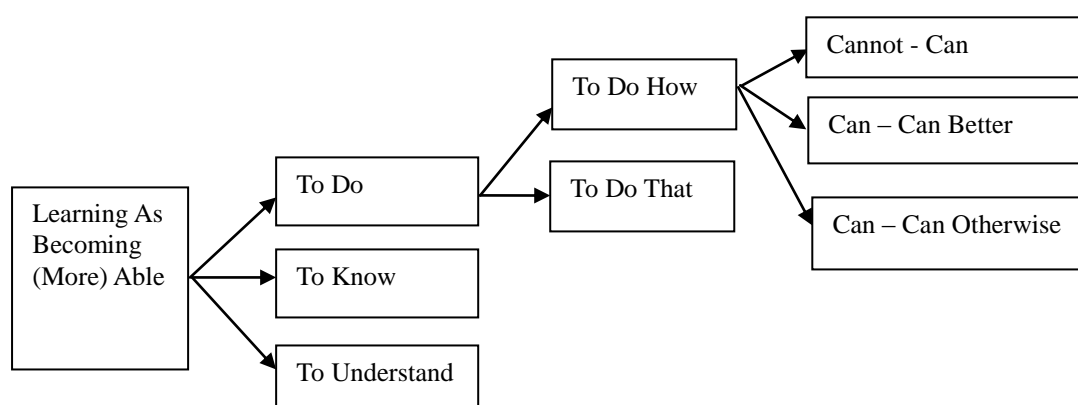 Learning As
Becoming
(More) Able
To Do
To Know
To Understand
To Do How
To Do That
Cannot - Can
Can – Can Better
Can – Can Otherwise